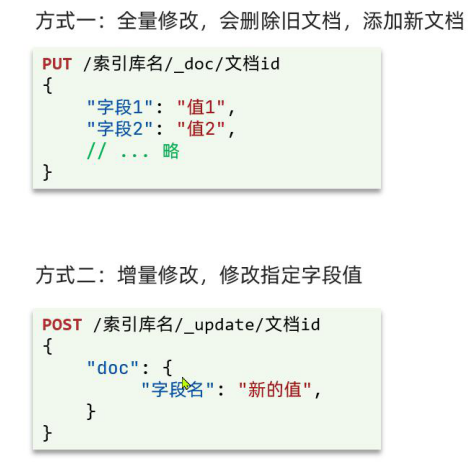 方式一：全量修改，会删除旧文档，添加新文档
PUT /索引库名/_doc/文档id
{
"字段1": "值1",
"字段2": "值2",
// ... 略
}
方式二：增量修改，修改指定字段值
POST /索引库名/_update/文档id
{
"doc": {
"字段名": "新的值",
}
}